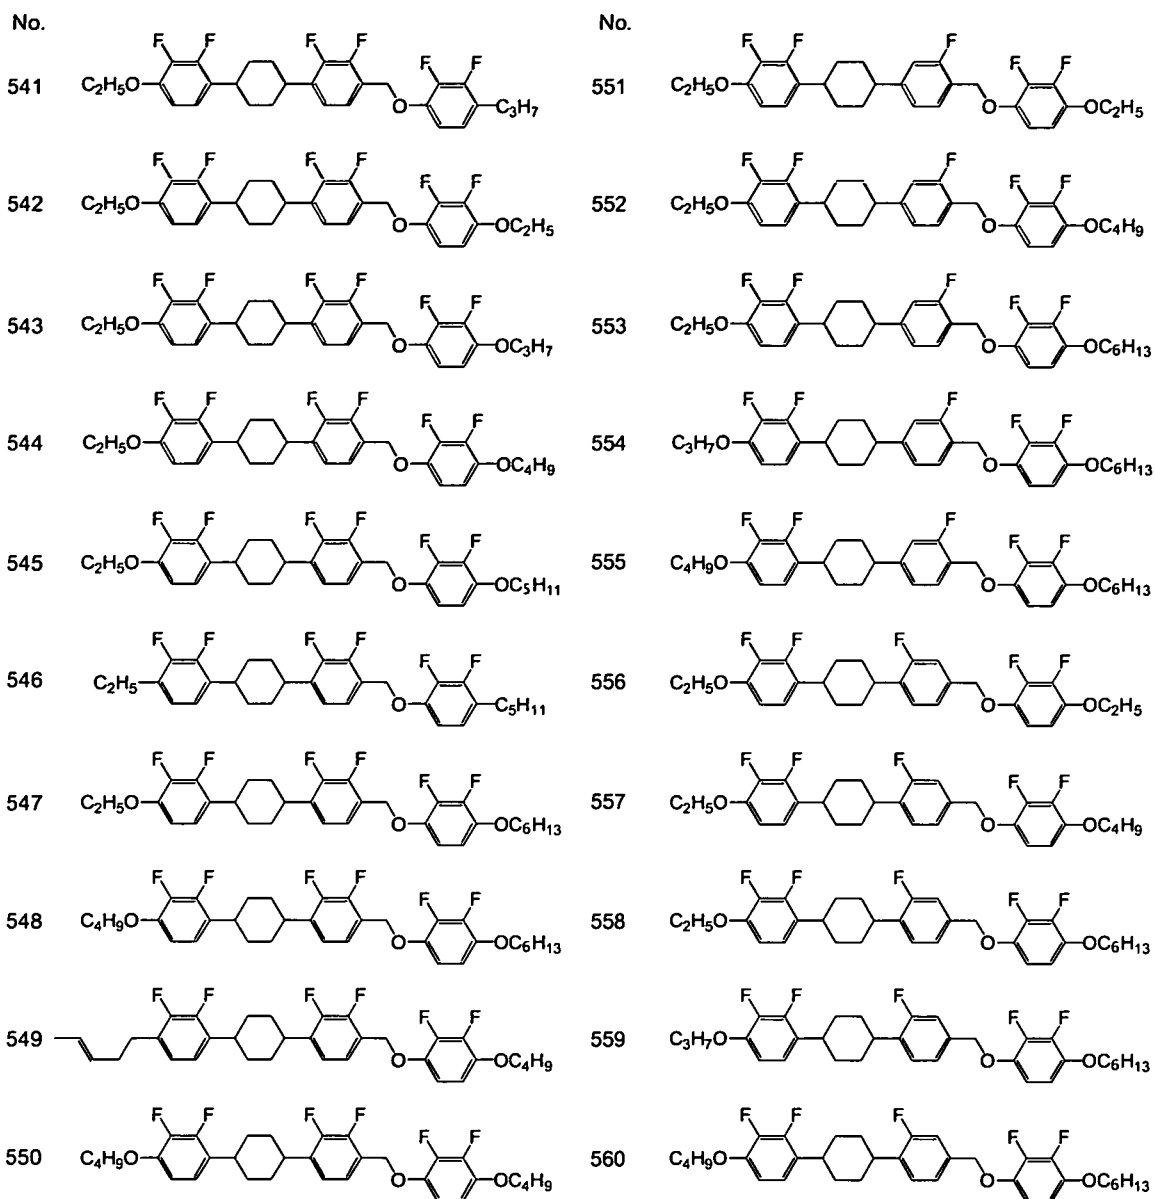 No.
541 F F F F F F C2H5O O C3H7
542 F F F F F F C2H5O O OC2H5
543 F F F F F F C2H5O O OC3H7
544 F F F F F F C2H5O O OC4H9
545 F F F F F F C2H5O O OC5H11
546 F F F F F F C2H5 O C5H11
547 F F F F F F C2H5O O OC6H13
548 F F F F F F C4H9O O OC6H13
549 F F F F F F O OC4H9
550 F F F F F F C4H9O O OC4H9
No.
551 F F F F F C2H5O O OC2H5
552 F F F F F C2H5O O OC4H9
553 F F F F F C2H5O O OC6H13
554 F F F F F C3H7O O OC6H13
555 F F F F F C4H9O O OC6H13
556 F F F F F C2H5O O OC2H5
557 F F F F F C2H5O O OC4H9
558 F F F F F C2H5O O OC6H13
559 F F F F F C3H7O O OC6H13
560 F F F F F C4H9O O OC6H13